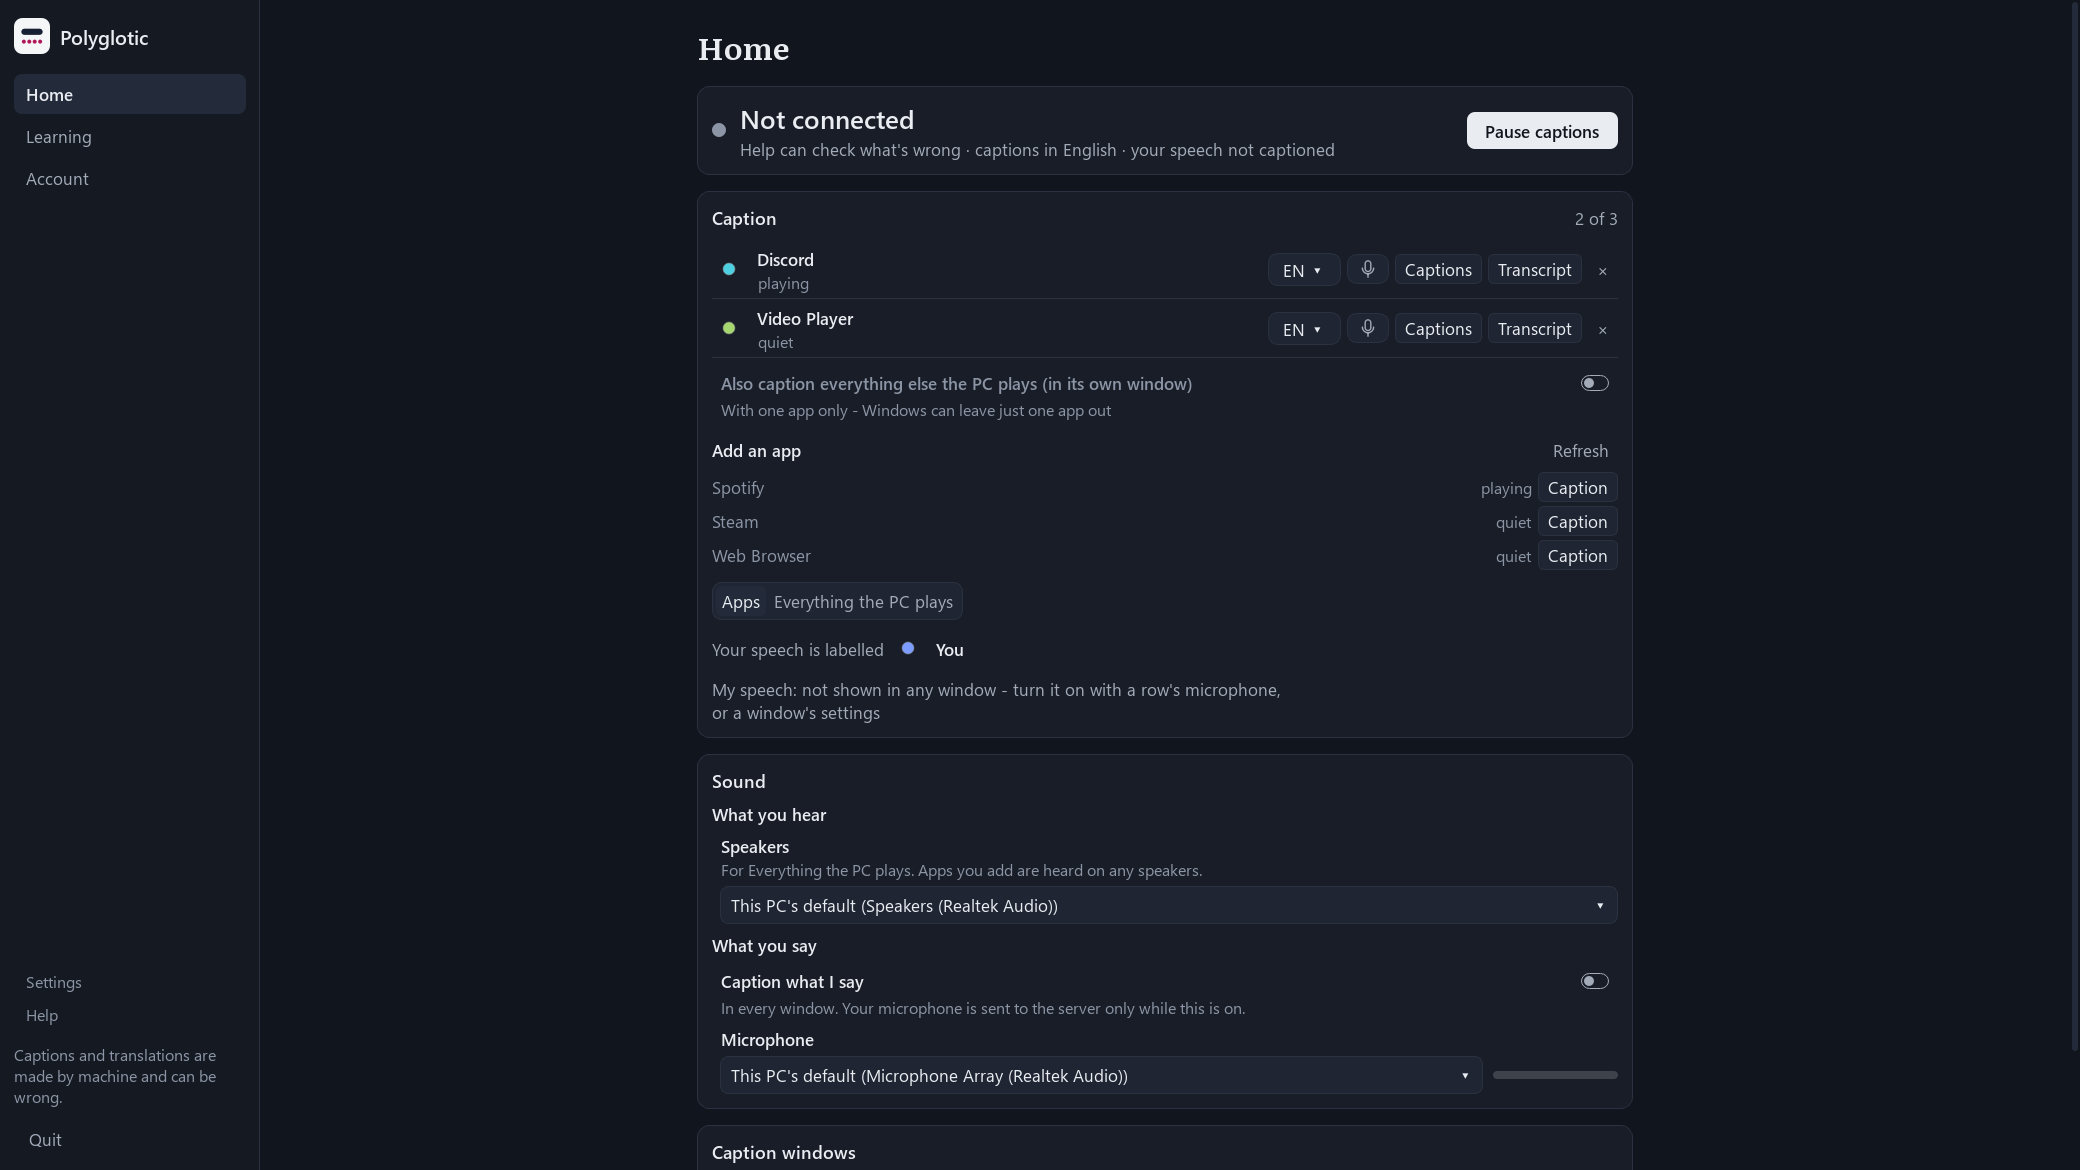 Polyglotic
Home
Learning
Account
Settings
Help
Captions and translations are
made by machine and can be
wrong.
Quit
Home
Not connected
Help can check what's wrong · captions in English · your speech not captioned
Pause captions
Caption
2 of 3
Discord
playing
EN
Captions
Transcript
×
Video Player
quiet
EN
Captions
Transcript
×
Also caption everything else the PC plays (in its own window)
With one app only - Windows can leave just one app out
Add an app
Refresh
Spotify
playing
Caption
Steam
quiet
Caption
Web Browser
quiet
Caption
Apps
Everything the PC plays
Your speech is labelled
You
My speech: not shown in any window - turn it on with a row's microphone,
or a window's settings
Sound
What you hear
Speakers
For Everything the PC plays. Apps you add are heard on any speakers.
This PC's default (Speakers (Realtek Audio))
What you say
Caption what I say
In every window. Your microphone is sent to the server only while this is on.
Microphone
This PC's default (Microphone Array (Realtek Audio))
Caption windows